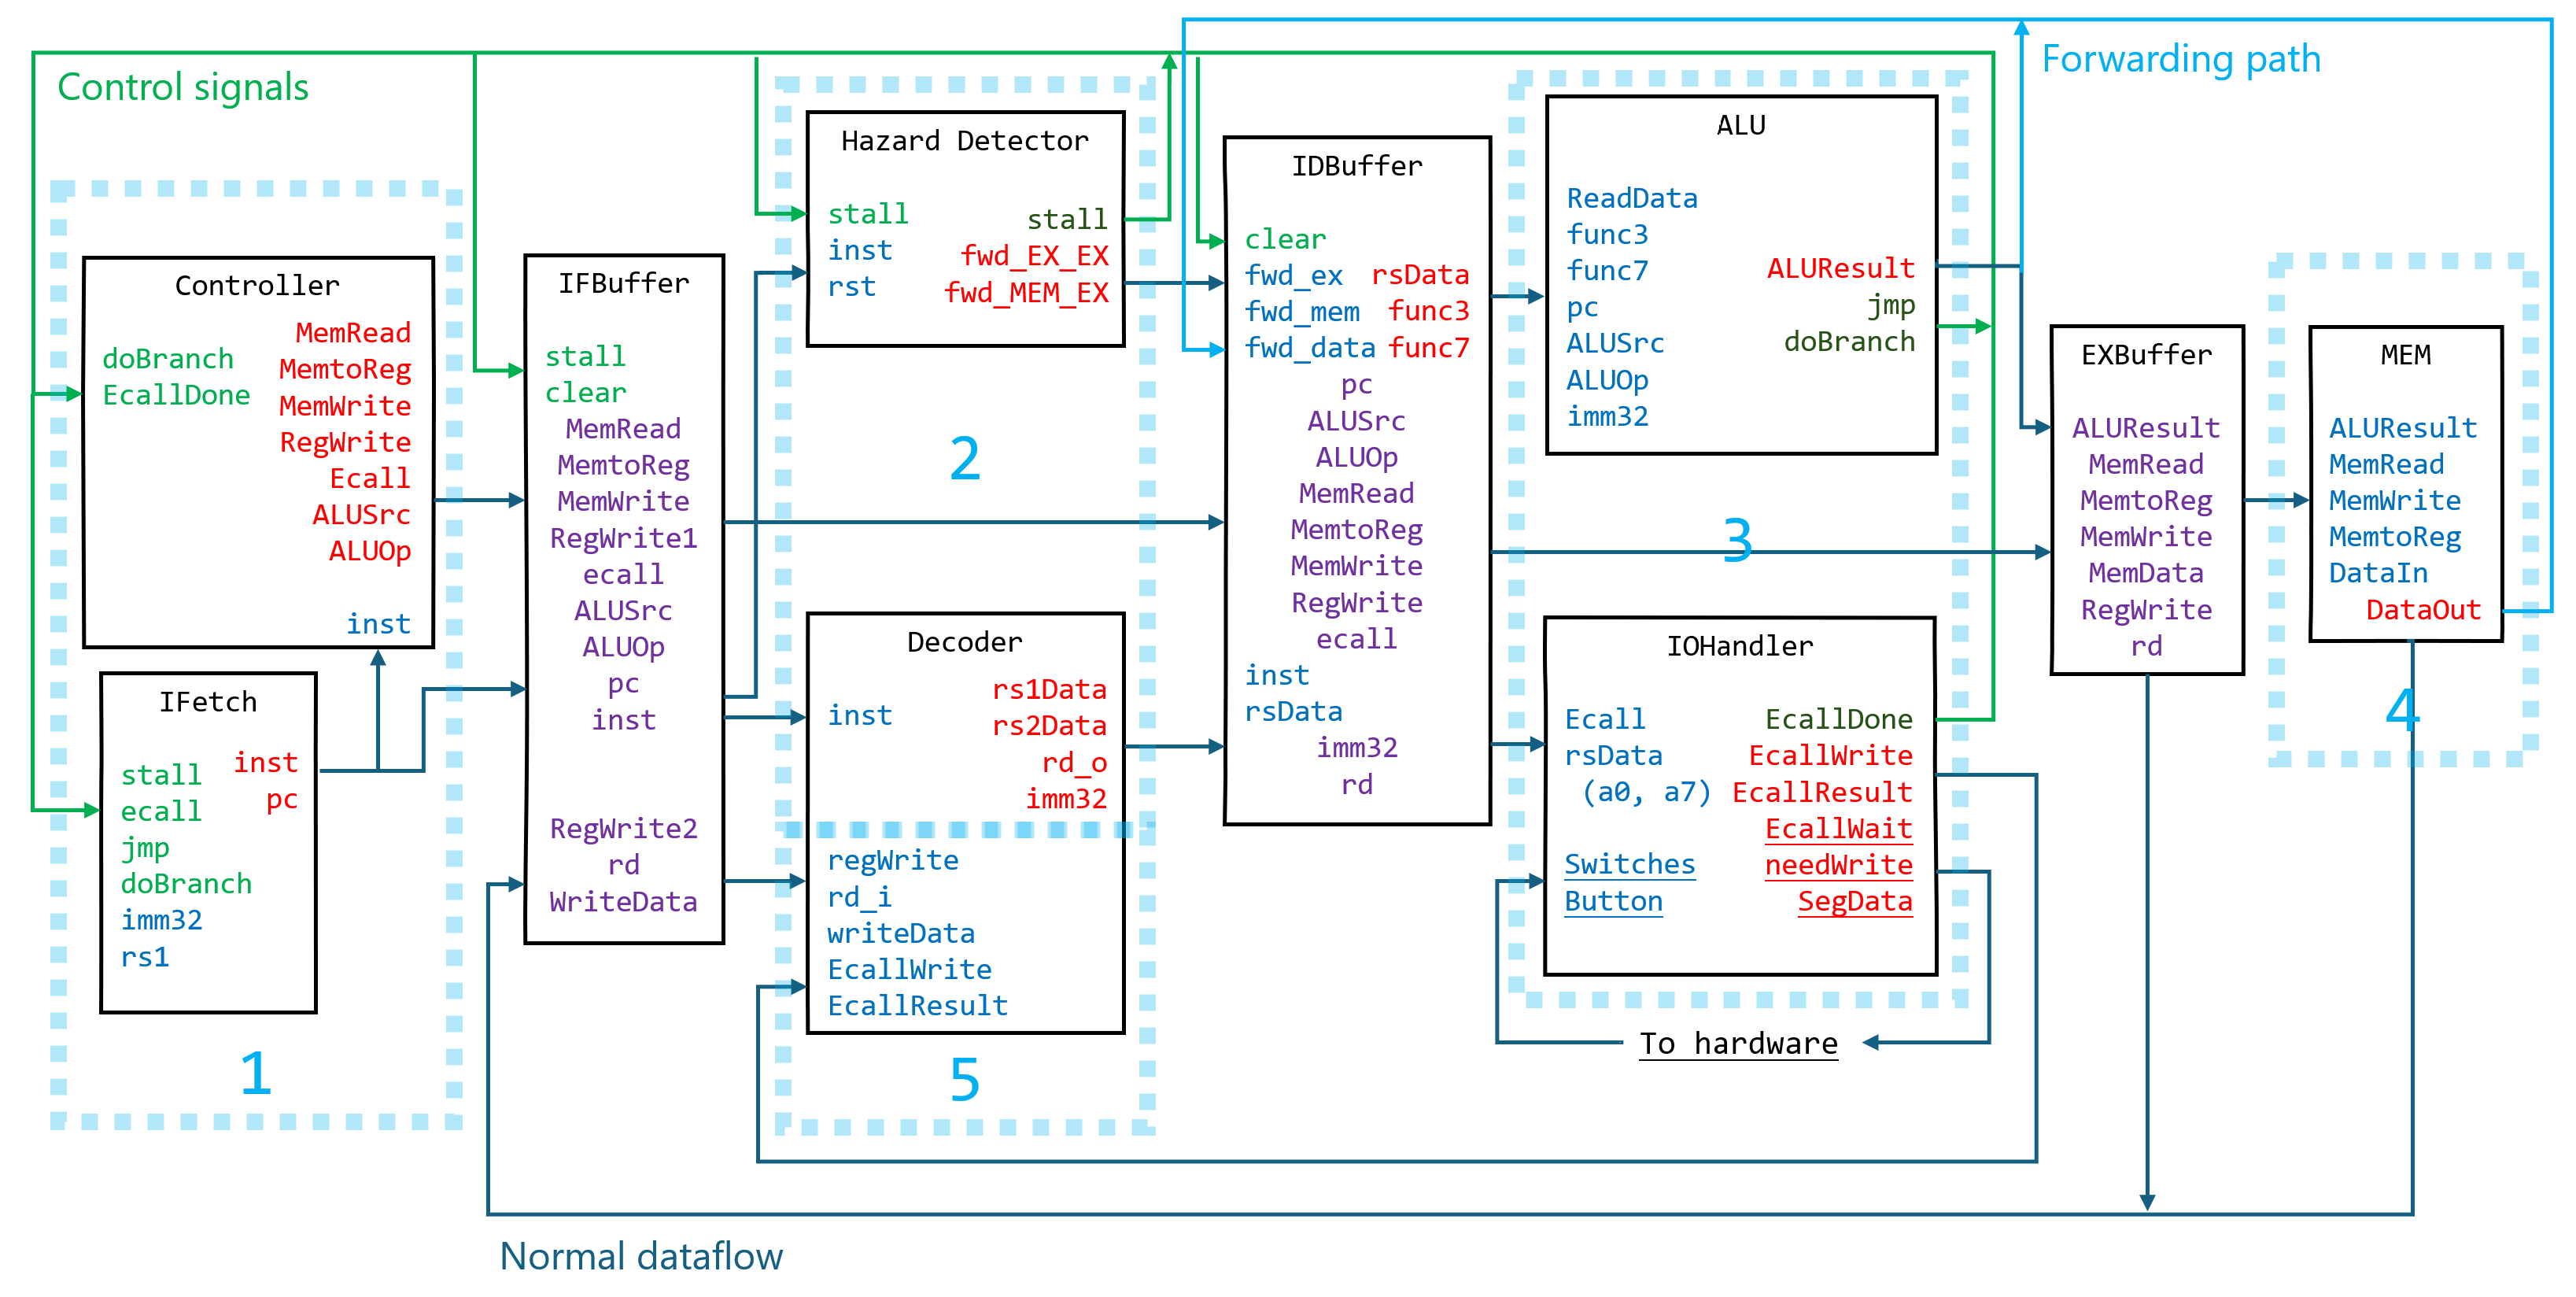 Control signals
Forwarding path
Controller
doBranch
EcallDone
MemRead
MemtoReg
MemWrite
RegWrite
Ecall
ALUSrc
ALUOp
inst
IFetch
stall
ecall
jmp
doBranch
imm32
rs1
inst
pc
1
IFBuffer
stall
clear
MemRead
MemtoReg
MemWrite
RegWrite1
ecall
ALUSrc
ALUOp
pc
inst
RegWrite2
rd
WriteData
Hazard Detector
stall
inst
rst
stall
fwd_EX_EX
fwd_MEM_EX
2
Decoder
inst
rs1Data
rs2Data
rd_o
imm32
regWrite
rd_i
writeData
EcallWrite
EcallResult
5
IDBuffer
clear
fwd_ex
fwd_mem
fwd_data
rsData
func3
func7
pc
ALUSrc
ALUOp
MemRead
MemtoReg
MemWrite
RegWrite
ecall
inst
rsData
imm32
rd
ALU
ReadData
func3
func7
pc
ALUSrc
ALUOp
imm32
ALUResult
jmp
doBranch
3
IOHandler
Ecall
rsData
(a0, a7)
Switches
Button
EcallDone
EcallWrite
EcallResult
EcallWait
needWrite
SegData
To hardware
EXBuffer
ALUResult
MemRead
MemtoReg
MemWrite
MemData
RegWrite
rd
MEM
ALUResult
MemRead
MemWrite
MemtoReg
DataIn
DataOut
4
Normal dataflow